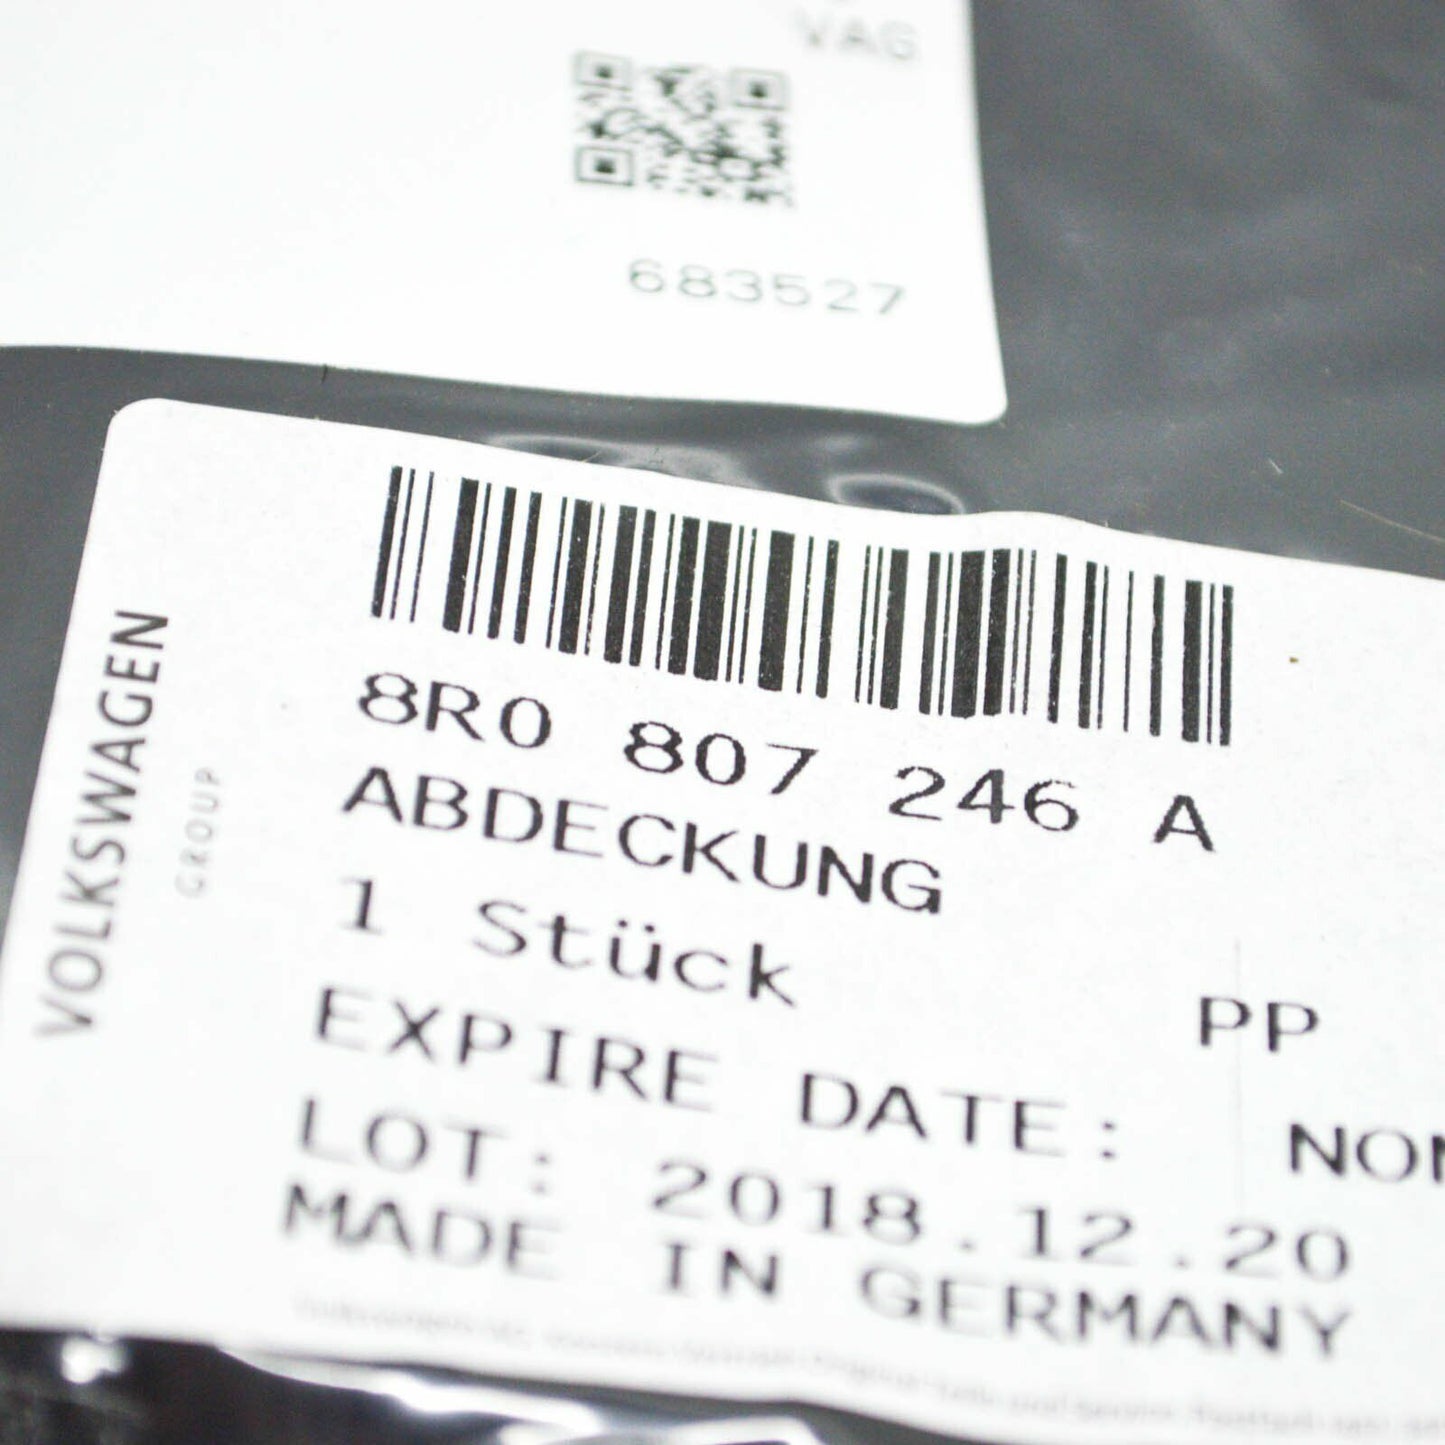 VAG
683527
VOLKSWAGEN
GROUP
8R0 807 246 A
ABDECKUNG
1 Stück PP
EXPIRE DATE: NON
LOT: 2018.12.20
MADE IN GERMANY